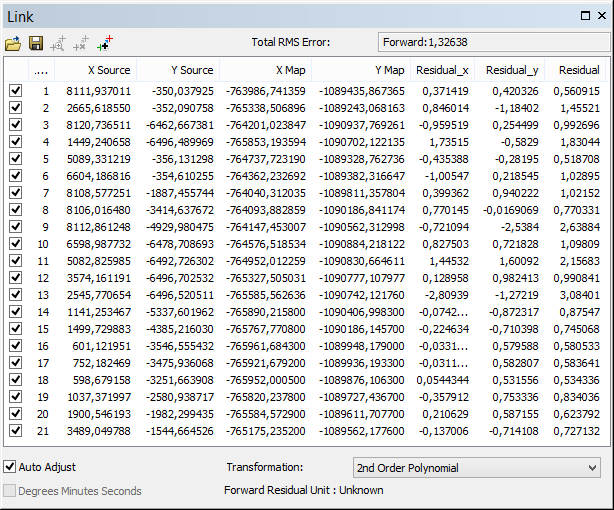 Link
Total RMS Error: Forward:1,32638
.... X Source Y Source X Map Y Map Residual_x Residual_y Residual
1 8111,937011 -350,037925 -763986,741359 -1089435,867365 0,371419 0,420326 0,560915
2 2665,618550 -352,090758 -765338,506896 -1089243,068163 0,846014 -1,18402 1,45521
3 8120,736511 -6462,667381 -764201,023847 -1090937,769261 -0,959519 0,254499 0,992696
4 1449,240658 -6496,489969 -765853,193594 -1090702,122135 1,73515 -0,5829 1,83044
5 5089,331219 -356,131298 -764737,723190 -1089328,762736 -0,435388 -0,28195 0,518708
6 6604,186816 -354,610255 -764362,232692 -1089382,316647 -1,00547 0,218545 1,02895
7 8108,577251 -1887,455744 -764040,312035 -1089811,357804 0,399362 0,940222 1,02152
8 8106,016480 -3414,637672 -764093,882859 -1090186,841174 0,770145 -0,0169069 0,770331
9 8112,861248 -4929,980475 -764147,453007 -1090562,312998 -0,721094 -2,5384 2,63884
10 6598,987732 -6478,708693 -764576,518534 -1090884,218122 0,827503 0,721828 1,09809
11 5082,825985 -6492,726302 -764952,012259 -1090830,664611 1,44532 1,60092 2,15683
12 3574,161191 -6496,702532 -765327,505031 -1090777,107977 0,128958 0,982413 0,990841
13 2545,770654 -6496,520511 -765585,562636 -1090742,121760 -2,80939 -1,27219 3,08401
14 1141,253467 -5337,601962 -765890,215800 -1090406,998300 -0,0742... -0,872317 0,87547
15 1499,729883 -4385,216030 -765767,770800 -1090186,145700 -0,224634 -0,710398 0,745068
16 601,121951 -3546,555432 -765961,684300 -1089948,179000 -0,0331... 0,579588 0,580533
17 752,182469 -3475,936068 -765921,679200 -1089936,193300 -0,0311... 0,582807 0,583641
18 598,679158 -3251,663908 -765952,000500 -1089876,106300 0,0544344 0,531556 0,534336
19 1037,371997 -2580,938717 -765820,237800 -1089727,436700 -0,357912 0,753336 0,834036
20 1900,546193 -1982,299435 -765584,572900 -1089611,707700 0,210629 0,587155 0,623792
21 3489,049788 -1544,664526 -765175,235200 -1089562,177600 -0,137006 -0,714108 0,727132
Auto Adjust Transformation: 2nd Order Polynomial
Degrees Minutes Seconds Forward Residual Unit : Unknown